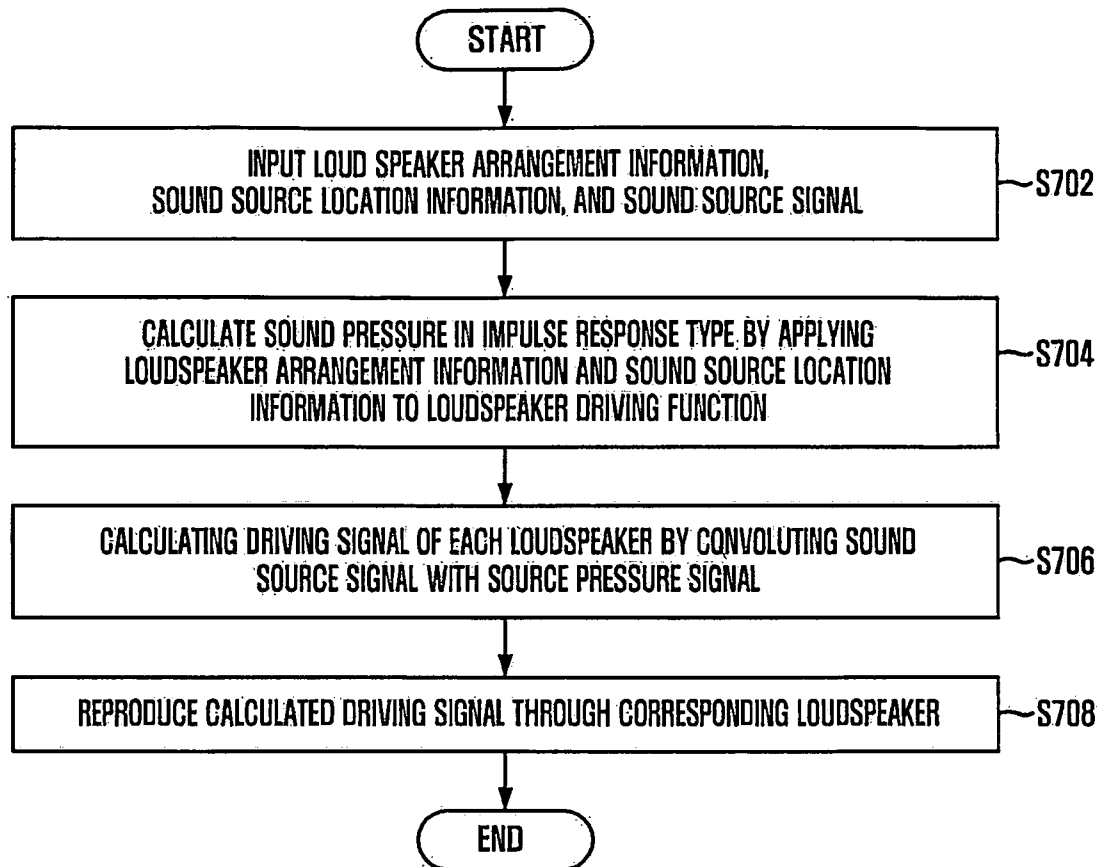 START
INPUT LOUD SPEAKER ARRANGEMENT INFORMATION,
SOUND SOURCE LOCATION INFORMATION, AND SOUND SOURCE SIGNAL
S702
CALCULATE SOUND PRESSURE IN IMPULSE RESPONSE TYPE BY APPLYING
LOUDSPEAKER ARRANGEMENT INFORMATION AND SOUND SOURCE LOCATION
INFORMATION TO LOUDSPEAKER DRIVING FUNCTION
S704
CALCULATING DRIVING SIGNAL OF EACH LOUDSPEAKER BY CONVOLUTING SOUND
SOURCE SIGNAL WITH SOURCE PRESSURE SIGNAL
S706
REPRODUCE CALCULATED DRIVING SIGNAL THROUGH CORRESPONDING LOUDSPEAKER
S708
END